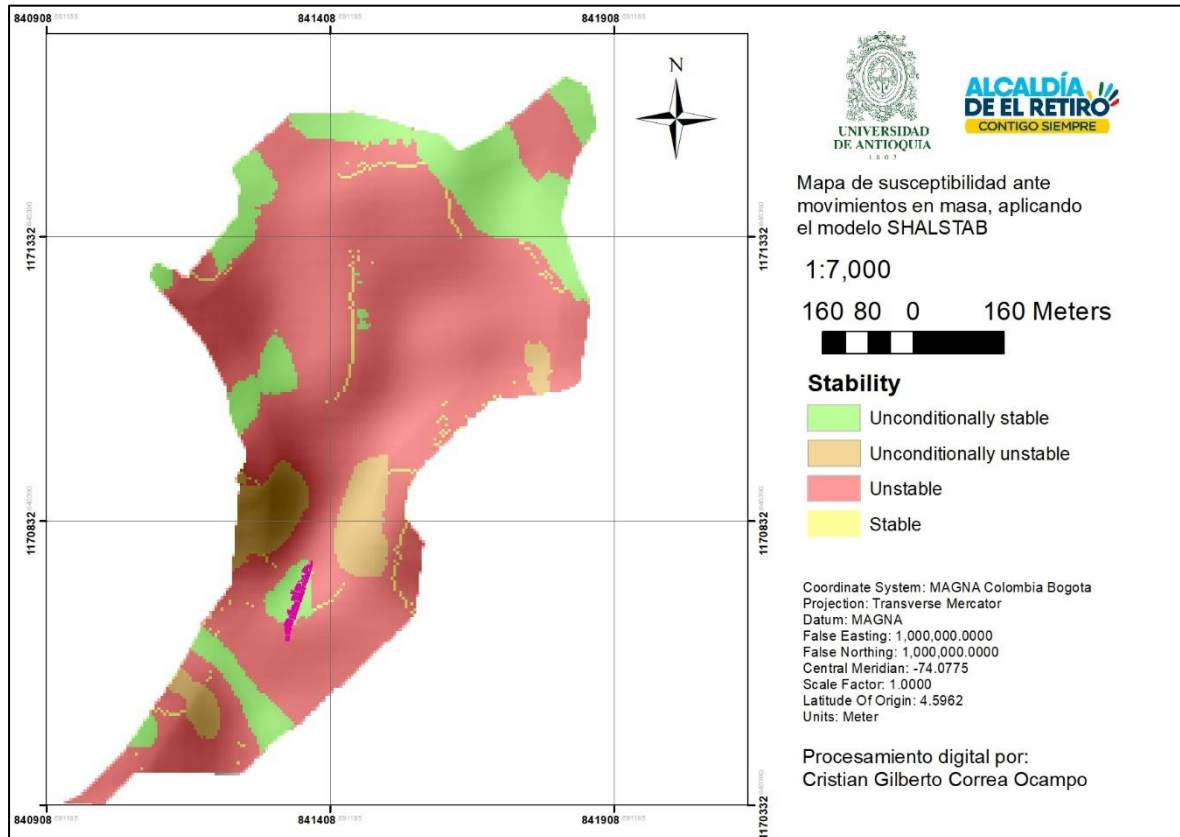 840908
841408
841908
N
1171332
1171332
1170832
1170832
1170332
1170332
840908
841408
841908
UNIVERSIDAD
DE ANTIOQUIA
1803
ALCALDÍA
DE EL RETIRO
CONTIGO SIEMPRE
Mapa de susceptibilidad ante
movimientos en masa, aplicando
el modelo SHALSTAB
1:7,000
160 80 0 160 Meters
Stability
Unconditionally stable
Unconditionally unstable
Unstable
Stable
Coordinate System: MAGNA Colombia Bogota
Projection: Transverse Mercator
Datum: MAGNA
False Easting: 1,000,000.0000
False Northing: 1,000,000.0000
Central Meridian: -74.0775
Scale Factor: 1.0000
Latitude Of Origin: 4.5962
Units: Meter
Procesamiento digital por:
Cristian Gilberto Correa Ocampo